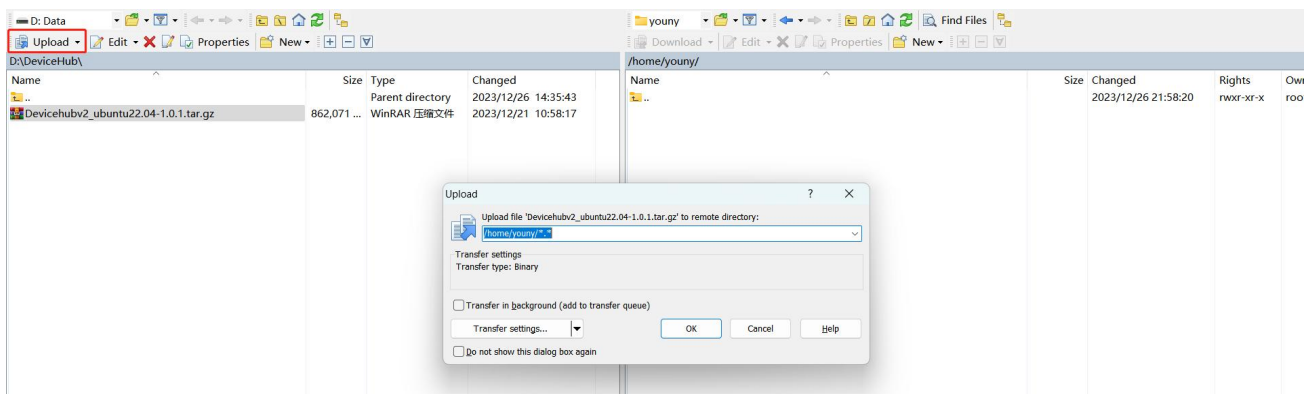 D: Data
Upload Edit Properties New
D:\DeviceHub\
Name Size Type Changed
.. Parent directory 2023/12/26 14:35:43
Devicehubv2_ubuntu22.04-1.0.1.tar.gz 862,071 ... WinRAR 压缩文件 2023/12/21 10:58:17
youny Find Files
Download Edit Properties New
/home/youny/
Name Size Changed Rights Own
.. 2023/12/26 21:58:20 rwxr-xr-x roo
Upload ?
Upload file 'Devicehubv2_ubuntu22.04-1.0.1.tar.gz' to remote directory:
/home/youny/*.*
Transfer settings
Transfer type: Binary
Transfer in background (add to transfer queue)
Transfer settings... OK Cancel Help
Do not show this dialog box again